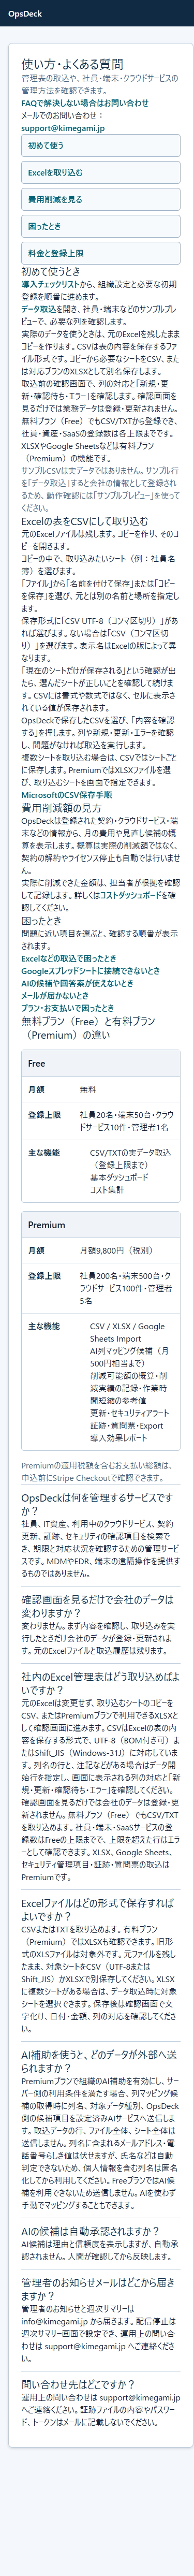 OpsDeck
使い方・よくある質問
管理表の取込や、社員・端末・クラウドサービスの
管理方法を確認できます。
FAQで解決しない場合はお問い合わせ
メールでのお問い合わせ：
support@kimegami.jp
初めて使う
Excelを取り込む
費用削減を見る
困ったとき
料金と登録上限
初めて使うとき
導入チェックリストから、組織設定と必要な初期
登録を順番に進めます。
データ取込を開き、社員・端末などのサンプルプレ
ビューで、必要な列を確認します。
実際のデータを使うときは、元のExcelを残したまま
コピーを作ります。CSVは表の内容を保存するファ
イル形式です。コピーから必要なシートをCSV、また
は対応プランのXLSXとして別名保存します。
取込前の確認画面で、列の対応と「新規・更
新・確認待ち・エラー」を確認します。確認画面を
見るだけでは業務データは登録・更新されません。
無料プラン（Free）でもCSV/TXTから登録でき、
社員・資産・SaaSの登録数は各上限までです。
XLSXやGoogle Sheetsなどは有料プラン
（Premium）の機能です。
サンプルCSVは実データではありません。サンプル行
を「データ取込」すると会社の情報として登録され
るため、動作確認には「サンプルプレビュー」を使って
ください。
Excelの表をCSVにして取り込む
元のExcelファイルは残します。コピーを作り、そのコ
ピーを開きます。
コピーの中で、取り込みたいシート（例：社員名
簿）を選びます。
「ファイル」から「名前を付けて保存」または「コピー
を保存」を選び、元とは別の名前と場所を指定し
ます。
保存形式に「CSV UTF-8（コンマ区切り）」があ
れば選びます。ない場合は「CSV（コンマ区切
り）」を選びます。表示名はExcelの版によって異
なります。
「現在のシートだけが保存される」という確認が出
たら、選んだシートが正しいことを確認して続けま
す。CSVには書式や数式ではなく、セルに表示さ
れている値が保存されます。
OpsDeckで保存したCSVを選び、「内容を確認
する」を押します。列や新規・更新・エラーを確認
し、問題がなければ取込を実行します。
複数シートを取り込む場合は、CSVではシートごと
に保存します。PremiumではXLSXファイルを選
び、取り込むシートを画面で指定できます。
MicrosoftのCSV保存手順
費用削減額の見方
OpsDeckは登録された契約・クラウドサービス・端
末などの情報から、月の費用や見直し候補の概
算を表示します。概算は実際の削減額ではなく、
契約の解約やライセンス停止も自動では行いませ
ん。
実際に削減できた金額は、担当者が根拠を確認
して記録します。詳しくはコストダッシュボードを確
認してください。
困ったとき
問題に近い項目を選ぶと、確認する順番が表示
されます。
Excelなどの取込で困ったとき
Googleスプレッドシートに接続できないとき
AIの候補や回答案が使えないとき
メールが届かないとき
プラン・お支払いで困ったとき
無料プラン（Free）と有料プラン
（Premium）の違い
Free
月額 無料
登録上限 社員20名・端末50台・クラウ
ドサービス10件・管理者1名
主な機能 CSV/TXTの実データ取込
（登録上限まで）
基本ダッシュボード
コスト集計
Premium
月額 月額9,800円（税別）
登録上限 社員200名・端末500台・ク
ラウドサービス100件・管理者
5名
主な機能 CSV / XLSX / Google
Sheets Import
AI列マッピング候補（月
500円相当まで）
削減可能額の概算・削
減実績の記録・作業時
間短縮の参考値
更新・セキュリティアラート
証跡・質問票・Export
導入効果レポート
Premiumの適用税額を含むお支払い総額は、
申込前にStripe Checkoutで確認できます。
OpsDeckは何を管理するサービスです
か？
社員、IT資産、利用中のクラウドサービス、契約
更新、証跡、セキュリティの確認項目を検索で
き、期限と対応状況を確認するための管理サービ
スです。MDMやEDR、端末の遠隔操作を提供す
るものではありません。
確認画面を見るだけで会社のデータは
変わりますか？
変わりません。まず内容を確認し、取り込みを実
行したときだけ会社のデータが登録・更新されま
す。元のExcelファイルと取込履歴は残ります。
社内のExcel管理表はどう取り込めばよ
いですか？
元のExcelは変更せず、取り込むシートのコピーを
CSV、またはPremiumで利用できるXLSXと
して確認画面に進みます。CSVはExcelの表の内
容を保存する形式で、UTF-8（BOM付き可）ま
たはShift_JIS（Windows-31J）に対応していま
す。列名の行と、注記などがある場合はデータ開
始行を指定し、画面に表示される列の対応と「新
規・更新・確認待ち・エラー」を確認してください。
確認画面を見るだけでは会社のデータは登録・更
新されません。無料プラン（Free）でもCSV/TXT
を取り込めます。社員・端末・SaaSサービスの登
録数はFreeの上限までで、上限を超えた行はエラ
ーとして確認できます。XLSX、Google Sheets、
セキュリティ管理項目・証跡・質問票の取込は
Premiumです。
Excelファイルはどの形式で保存すれば
よいですか？
CSVまたはTXTを取り込めます。有料プラン
（Premium）ではXLSXも確認できます。旧形
式のXLSファイルは対象外です。元ファイルを残し
たまま、対象シートをCSV（UTF-8または
Shift_JIS）かXLSXで別保存してください。XLSX
に複数シートがある場合は、データ取込時に対象
シートを選択できます。保存後は確認画面で文
字化け、日付・金額、列の対応を確認してくださ
い。
AI補助を使うと、どのデータが外部へ送
られますか？
Premiumプランで組織のAI補助を有効にし、サー
バー側の利用条件を満たす場合、列マッピング候
補の取得時に列名、対象データ種別、OpsDeck
側の候補項目を設定済みAIサービスへ送信しま
す。取込データの行、ファイル全体、シート全体は
送信しません。列名に含まれるメールアドレス・電
話番号らしき値は伏せますが、氏名などは自動
判定できないため、個人情報を含む列名は匿名
化してから利用してください。FreeプランではAI候
補を利用できないため送信しません。AIを使わず
手動でマッピングすることもできます。
AIの候補は自動承認されますか？
AI候補は理由と信頼度を表示しますが、自動承
認されません。人間が確認してから反映します。
管理者のお知らせメールはどこから届き
ますか？
管理者のお知らせと週次サマリーは
info@kimegami.jp から届きます。配信停止は
週次サマリー画面で設定でき、運用上の問い合
わせは support@kimegami.jp へご連絡くださ
い。
問い合わせ先はどこですか？
運用上の問い合わせは support@kimegami.jp
へご連絡ください。証跡ファイルの内容やパスワー
ド、トークンはメールに記載しないでください。